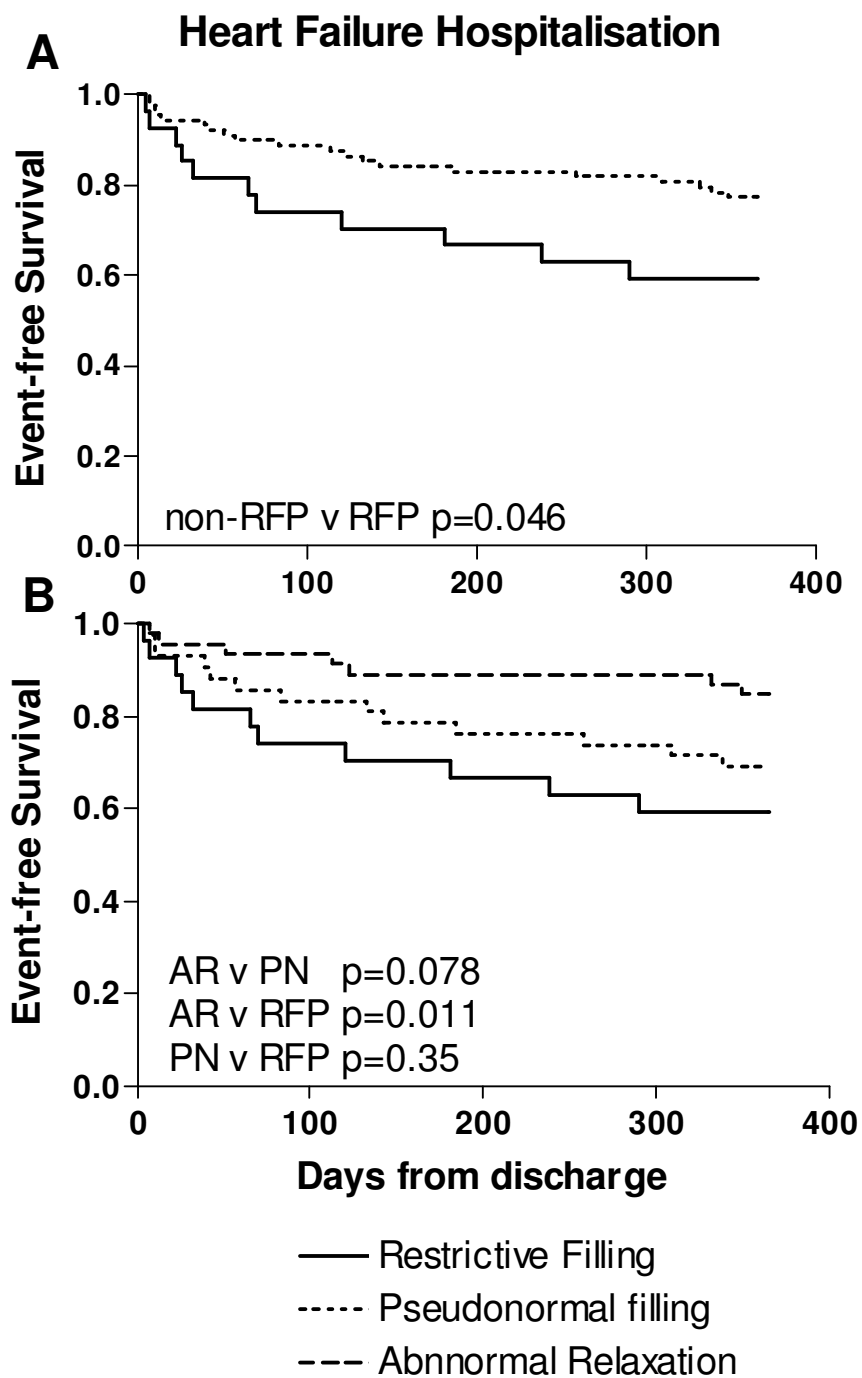 Heart Failure Hospitalisation
A
Event-free Survival
1.0
0.8
0.6
0.4
0.2
0.0
non-RFP v RFP p=0.046
0 100 200 300 400
B
Event-free Survival
1.0
0.8
0.6
0.4
0.2
0.0
AR v PN p=0.078
AR v RFP p=0.011
PN v RFP p=0.35
0 100 200 300 400
Days from discharge
Restrictive Filling
Pseudonormal filling
Abnnormal Relaxation